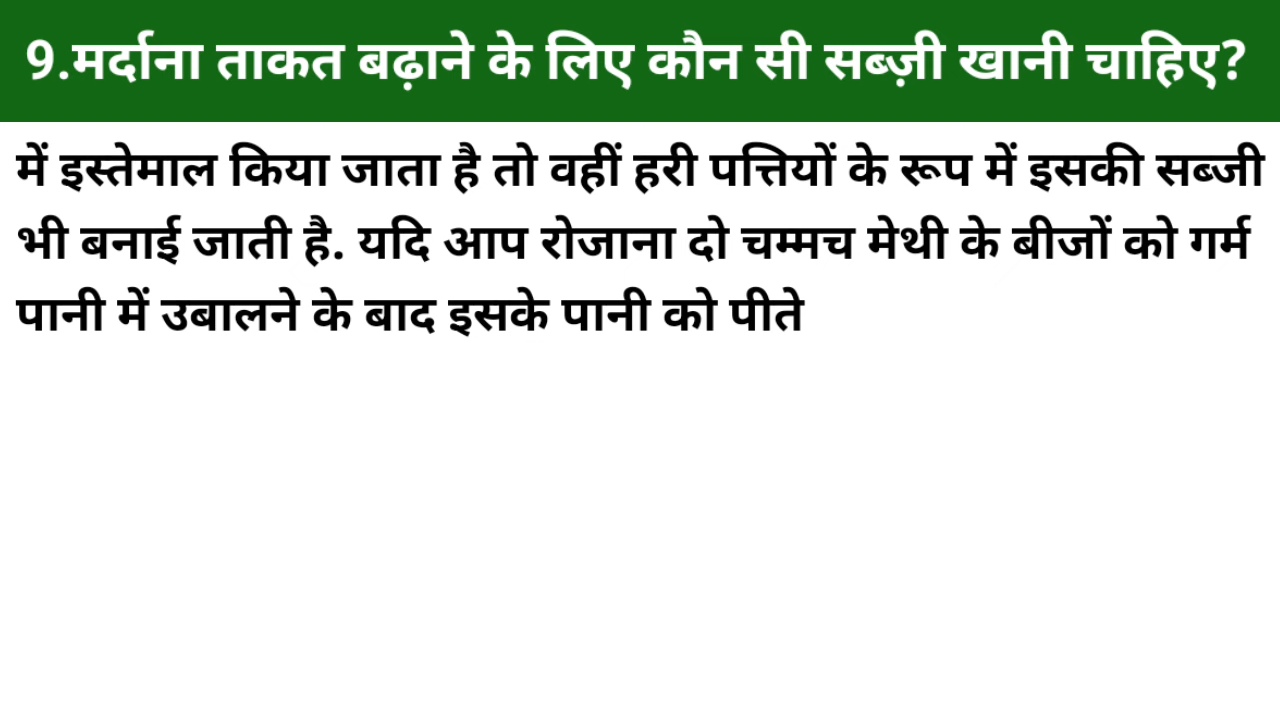 9.मर्दाना ताकत बढ़ाने के लिए कौन सी सब्ज़ी खानी चाहिए?
में इस्तेमाल किया जाता है तो वहीं हरी पत्तियों के रूप में इसकी सब्जी
भी बनाई जाती है. यदि आप रोजाना दो चम्मच मेथी के बीजों को गर्म
पानी में उबालने के बाद इसके पानी को पीते